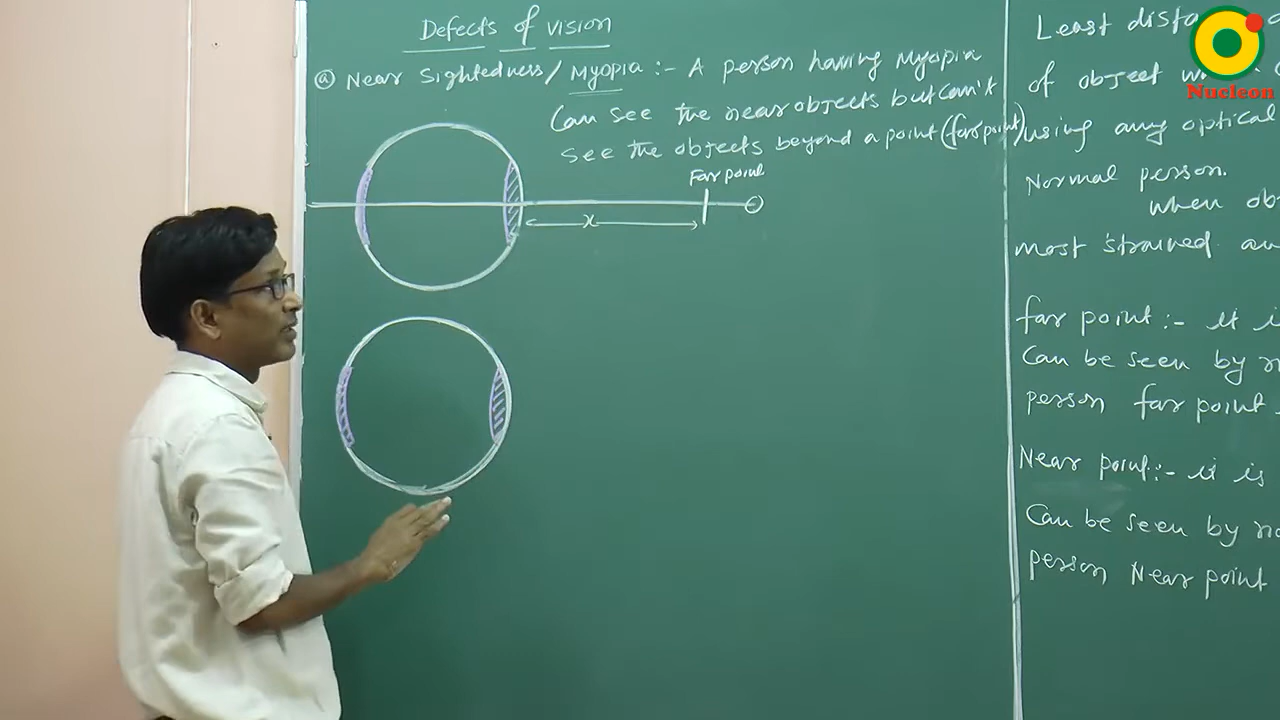 Defects of vision
(a) Near Sightedness/ Myopia :- A person having Myopia
Can see the near objects but can't
see the objects beyond a point (far point)
Far point
x
Least dista
of object
using any optical
Normal person.
when ob
most strained
far point :- it i
Can be seen by n
person far point
Near point :- it is
Can be seen by no
person Near point
Nucleon